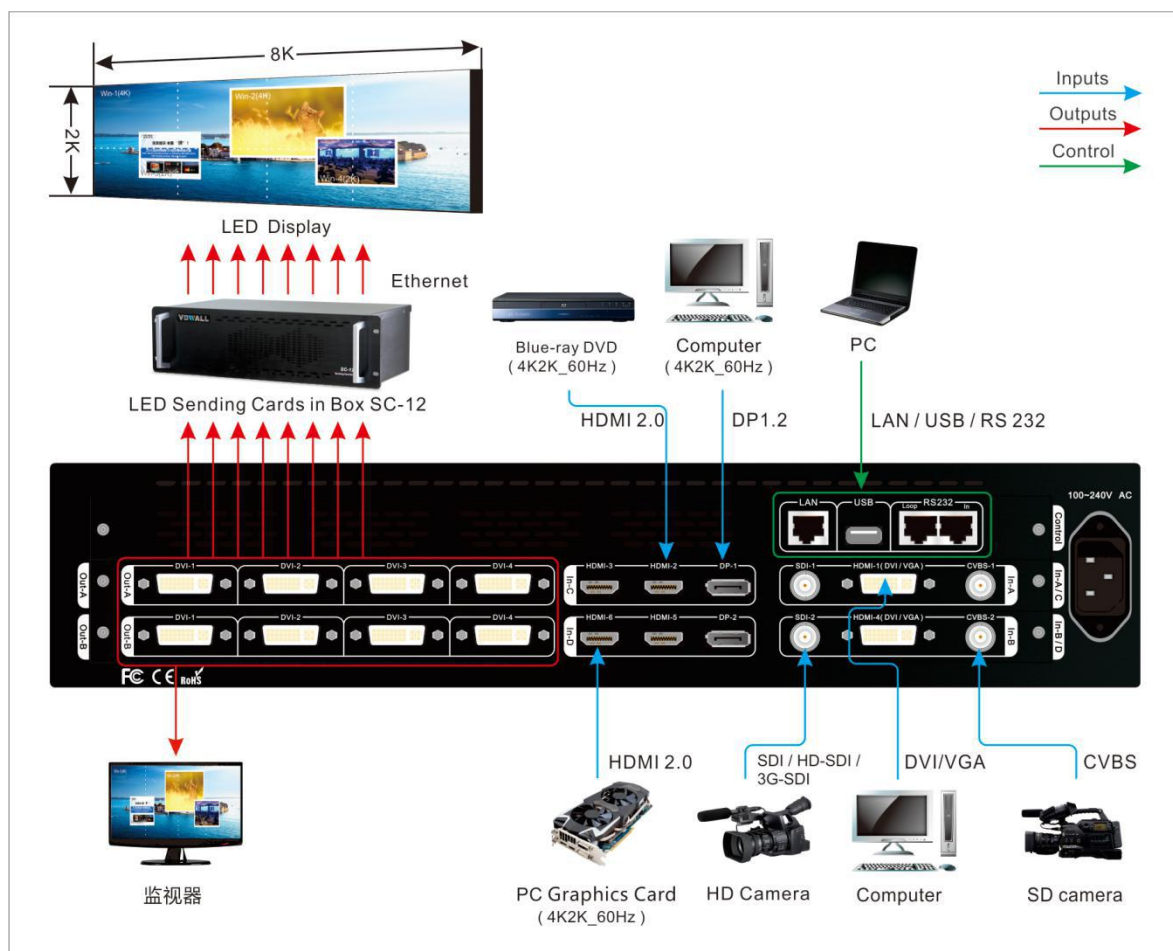 8K
2K
Win-1(4K)
Win-2(4K)
Win-4(2K)
LED Display
Inputs
Outputs
Control
Ethernet
VDWALL
SC-12
LED Sending Cards in Box SC-12
Blue-ray DVD
( 4K2K_60Hz )
Computer
( 4K2K_60Hz )
PC
HDMI 2.0
DP1.2
LAN / USB / RS 232
100~240V AC
LAN
USB
RS232
Loop
In
Control
Out-A
Out-A
DVI-1
DVI-2
DVI-3
DVI-4
In-C
HDMI-3
HDMI-2
DP-1
SDI-1
HDMI-1( DVI / VGA )
CVBS-1
In-A
In-A / C
Out-B
Out-B
DVI-1
DVI-2
DVI-3
DVI-4
In-D
HDMI-6
HDMI-5
DP-2
SDI-2
HDMI-4( DVI / VGA )
CVBS-2
In-B
In-B / D
FC CE RoHS
HDMI 2.0
SDI / HD-SDI /
3G-SDI
DVI/VGA
CVBS
监视器
PC Graphics Card
( 4K2K_60Hz )
HD Camera
Computer
SD camera